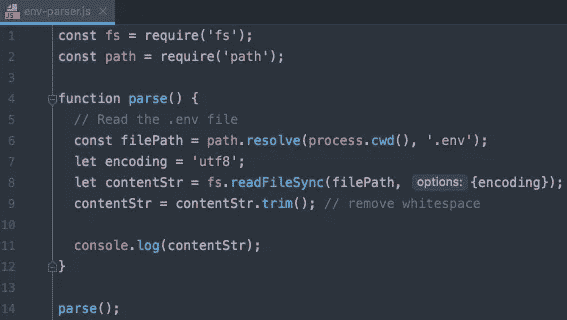 env-parser.js
1 const fs = require('fs');
2 const path = require('path');
3
4 function parse() {
5 // Read the .env file
6 const filePath = path.resolve(process.cwd(), '.env');
7 let encoding = 'utf8';
8 let contentStr = fs.readFileSync(filePath, options: {encoding});
9 contentStr = contentStr.trim(); // remove whitespace
10
11 console.log(contentStr);
12 }
13
14 parse();